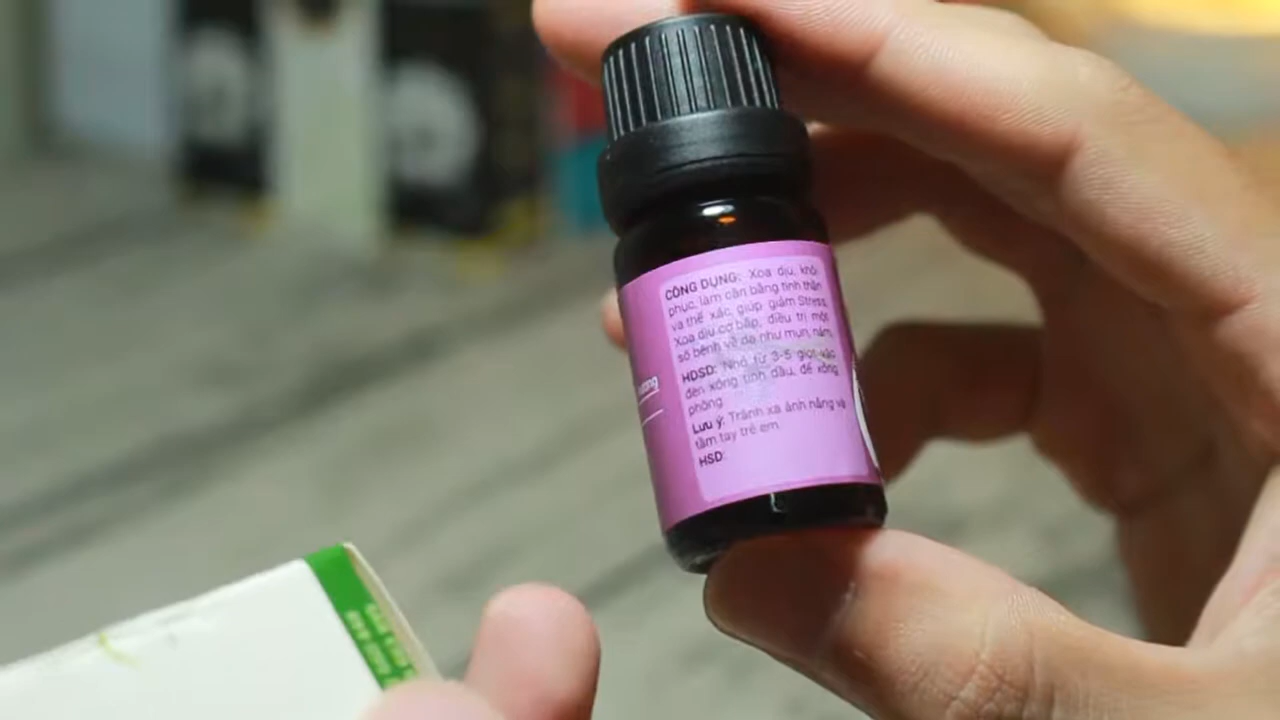 CÔNG DỤNG: Xoa dịu, khôi
phục, làm cân bằng tinh thần
và thể xác, giúp giảm Stress,
Xoa dịu cơ bắp, điều trị một
số bệnh về da như mụn, nám,
HDSD: Nhỏ từ 3-5 giọt vào
đèn xông tinh dầu, để xông
phòng
Lưu ý: Tránh xa ánh nắng và
tầm tay trẻ em
HSD: